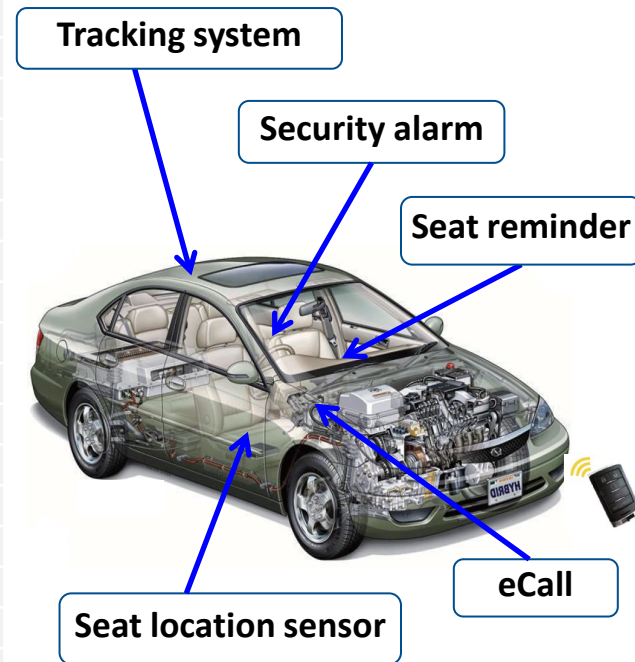 Tracking system
Security alarm
Seat reminder
HYBRID
eCall
Seat location sensor